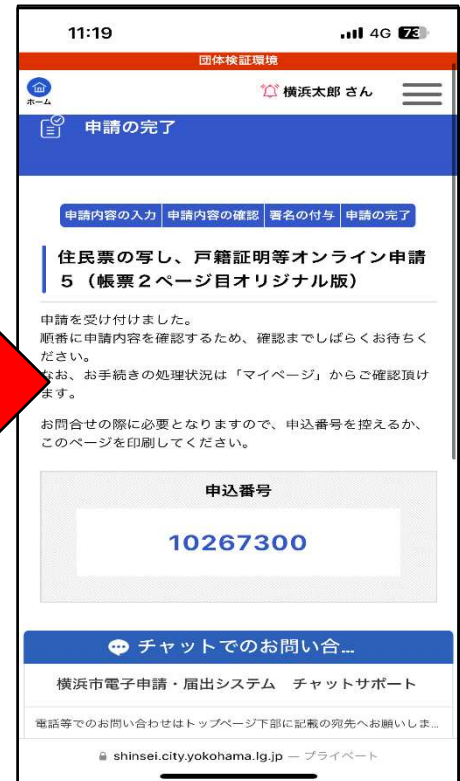 11:19
4G 73
団体検証環境
ホーム
横浜太郎 さん
申請の完了
申請内容の入力 申請内容の確認 署名の付与 申請の完了
住民票の写し、戸籍証明等オンライン申請
5（帳票2ページ目オリジナル版）
申請を受け付けました。
順番に申請内容を確認するため、確認までしばらくお待ちく
ださい。
なお、お手続きの処理状況は「マイページ」からご確認頂け
ます。
お問合せの際に必要となりますので、申込番号を控えるか、
このページを印刷してください。
申込番号
10267300
チャットでのお問い合...
横浜市電子申請・届出システム　チャットサポート
電話等でのお問い合わせはトップページ下部に記載の宛先へお願いしま...
shinsei.city.yokohama.lg.jp — プライベート